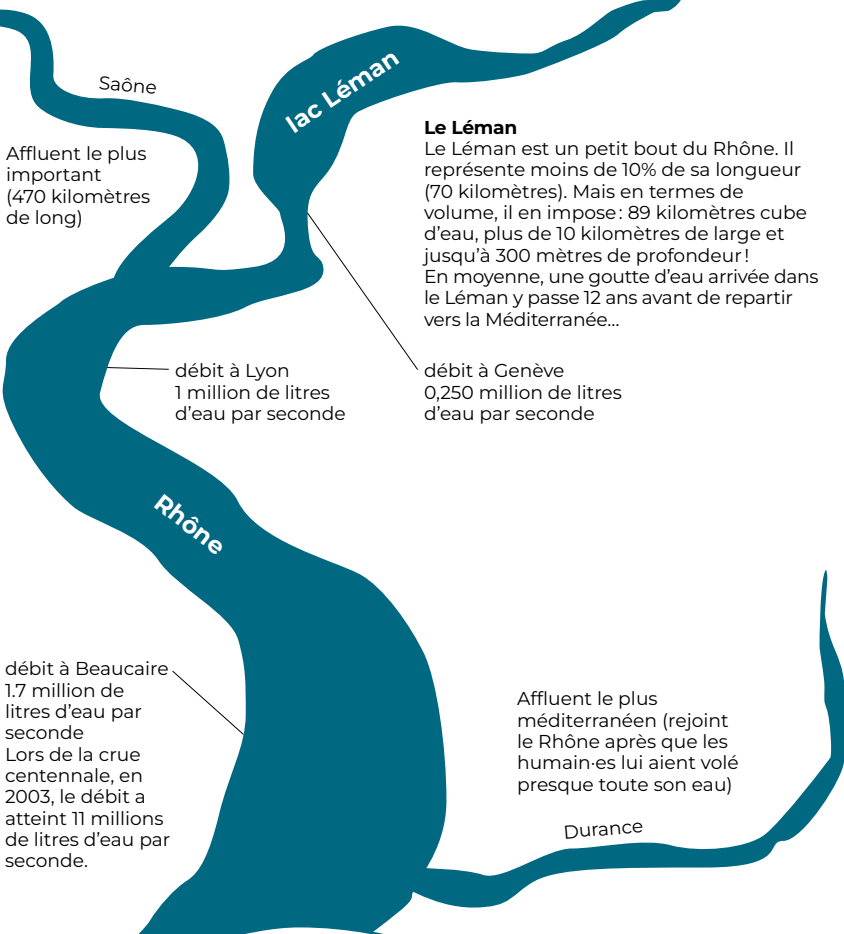 Saône
lac Léman
Affluent le plus
important
(470 kilomètres
de long)
Le Léman
Le Léman est un petit bout du Rhône. Il
représente moins de 10% de sa longueur
(70 kilomètres). Mais en termes de
volume, il en impose : 89 kilomètres cube
d’eau, plus de 10 kilomètres de large et
jusqu’à 300 mètres de profondeur !
En moyenne, une goutte d’eau arrivée dans
le Léman y passe 12 ans avant de repartir
vers la Méditerranée…
débit à Lyon
1 million de litres
d’eau par seconde
débit à Genève
0,250 million de litres
d’eau par seconde
Rhône
débit à Beaucaire
1.7 million de
litres d’eau par
seconde
Lors de la crue
centennale, en
2003, le débit a
atteint 11 millions
de litres d’eau par
seconde.
Affluent le plus
méditerranéen (rejoint
le Rhône après que les
humain·es lui aient volé
presque toute son eau)
Durance